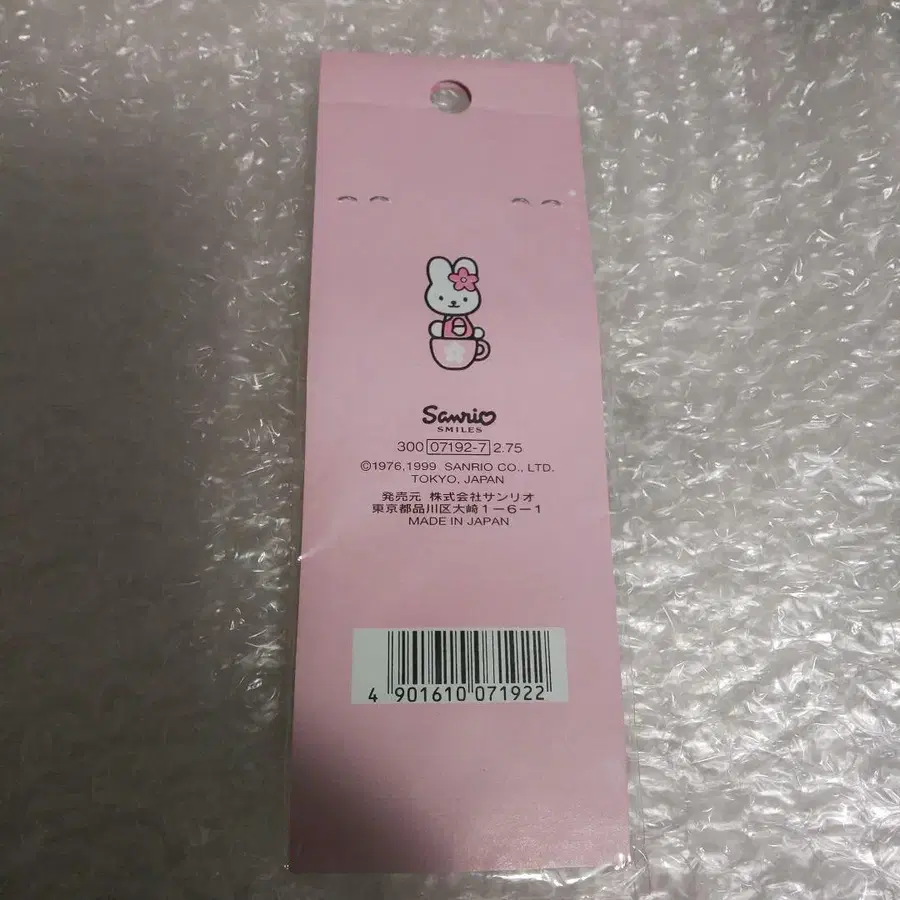 Sanrio
SMILES
300 07192-7 2.75
©1976,1999 SANRIO CO., LTD.
TOKYO, JAPAN
発売元 株式会社サンリオ
東京都品川区大崎1-6-1
MADE IN JAPAN
4 901610 071922